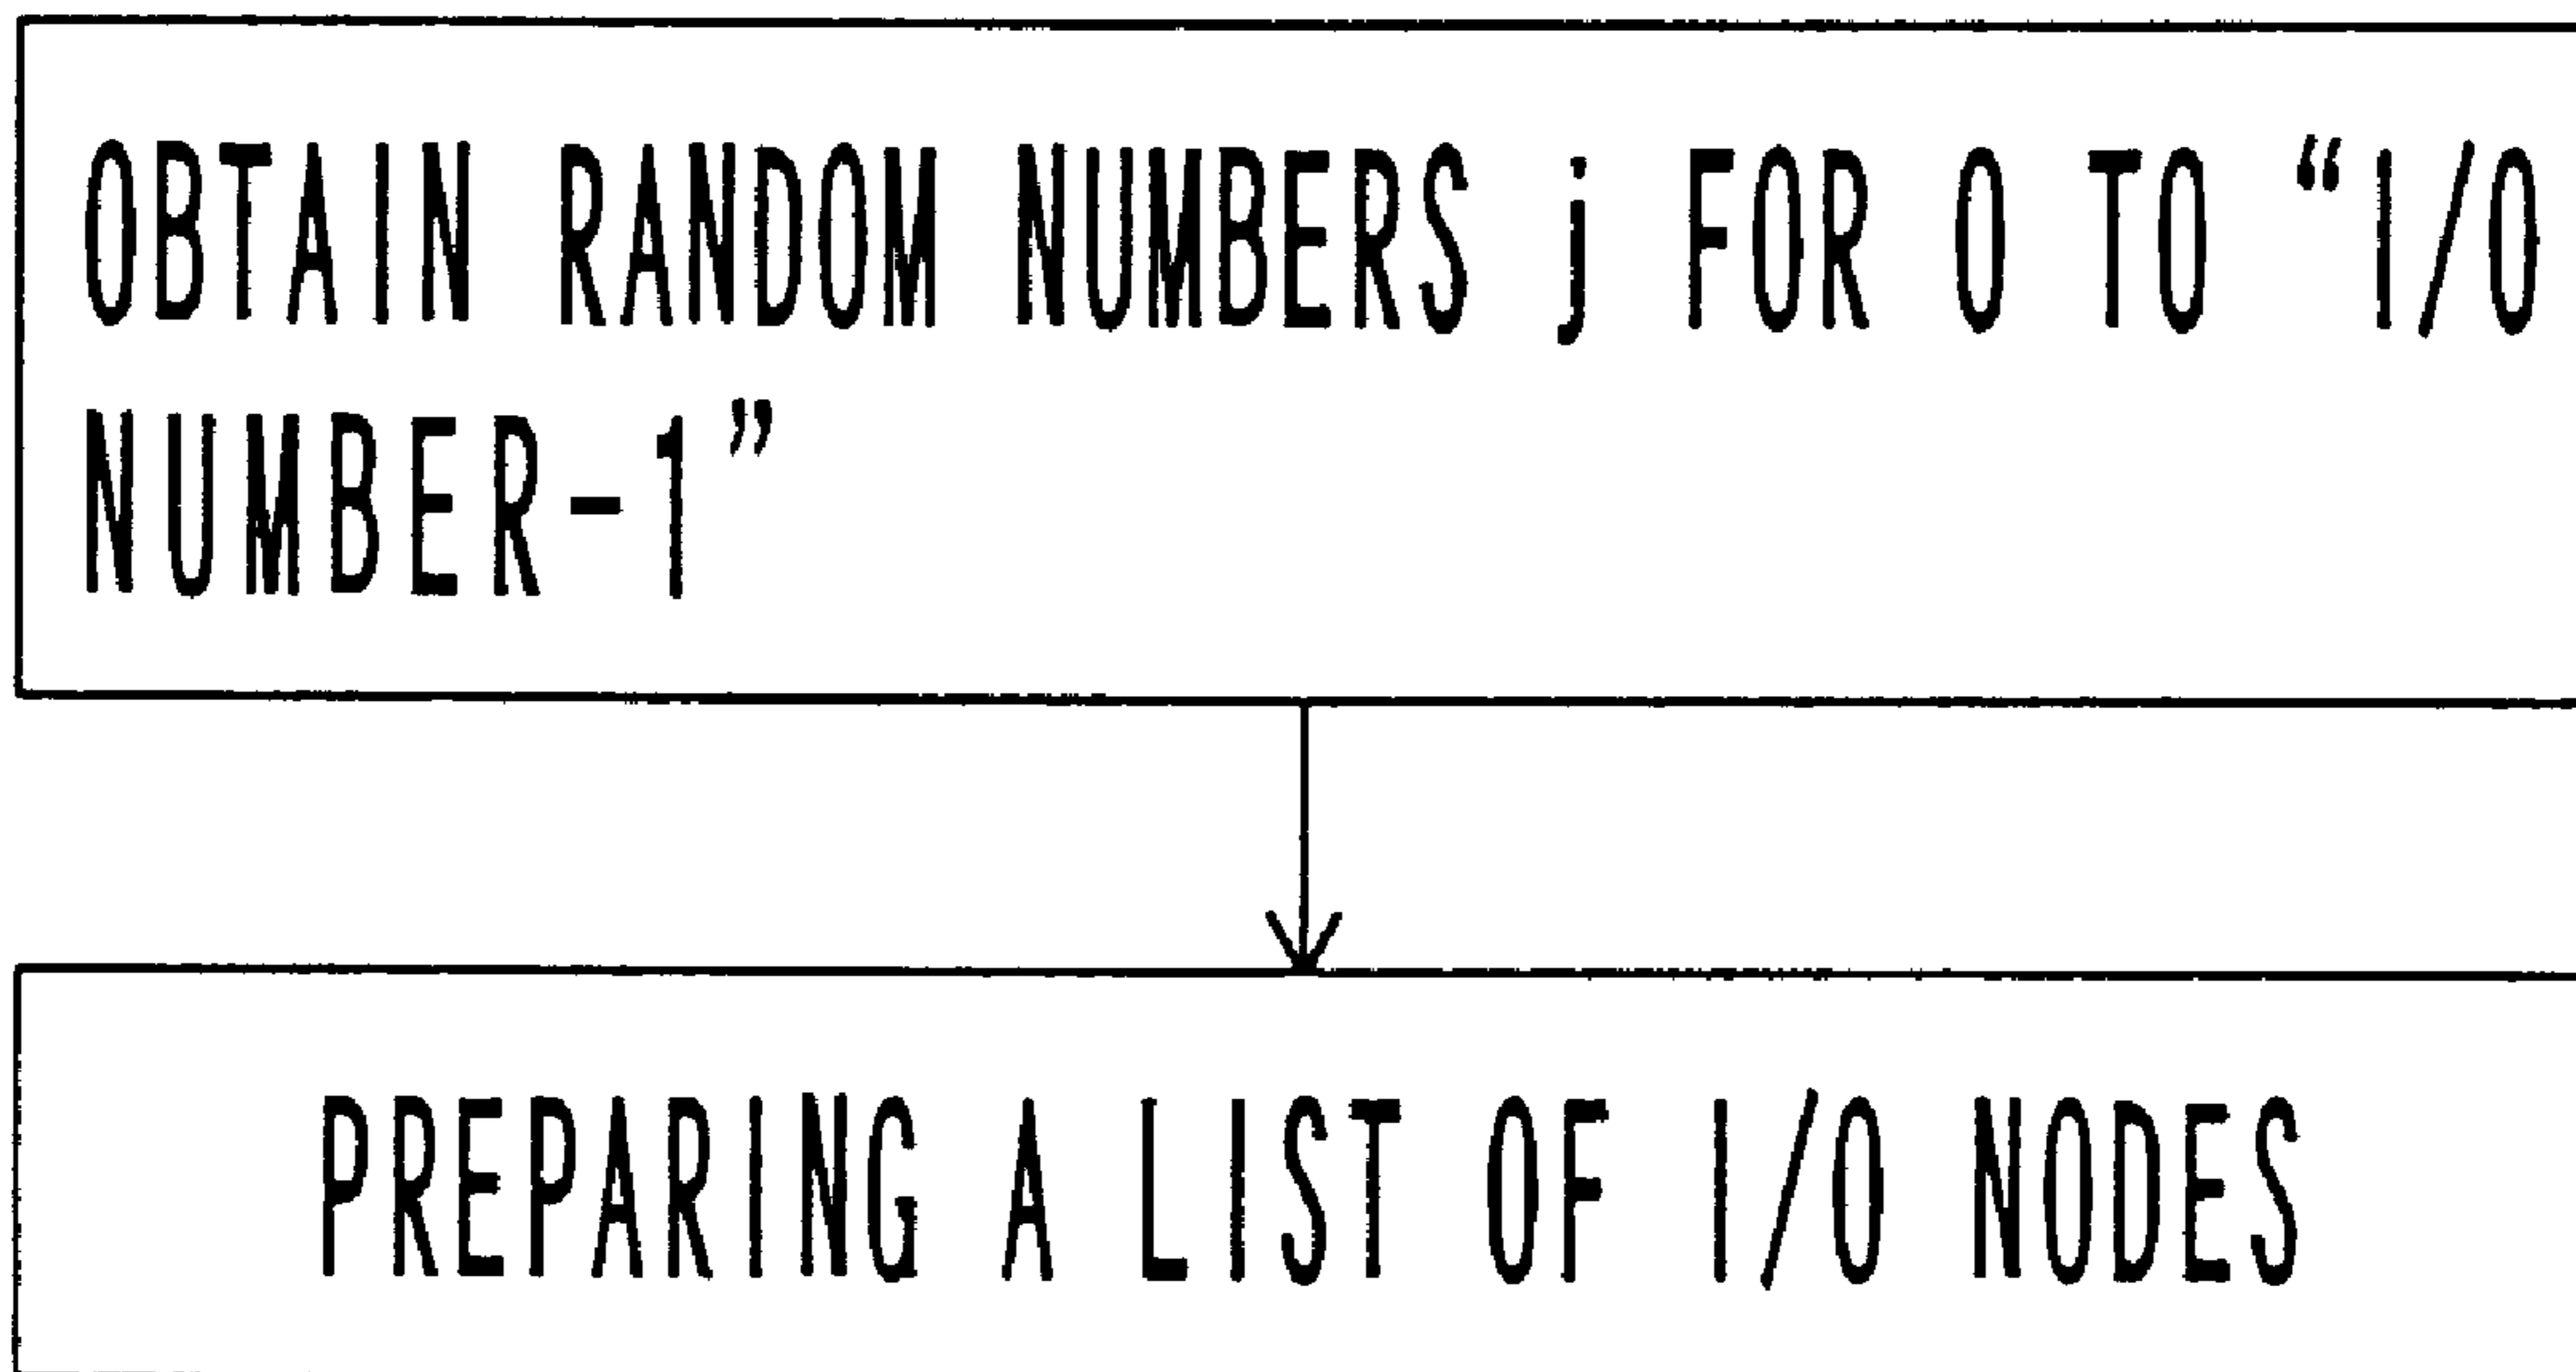 OBTAIN RANDOM NUMBERS j FOR 0 TO “I/O
NUMBER-1”
PREPARING A LIST OF I/O NODES